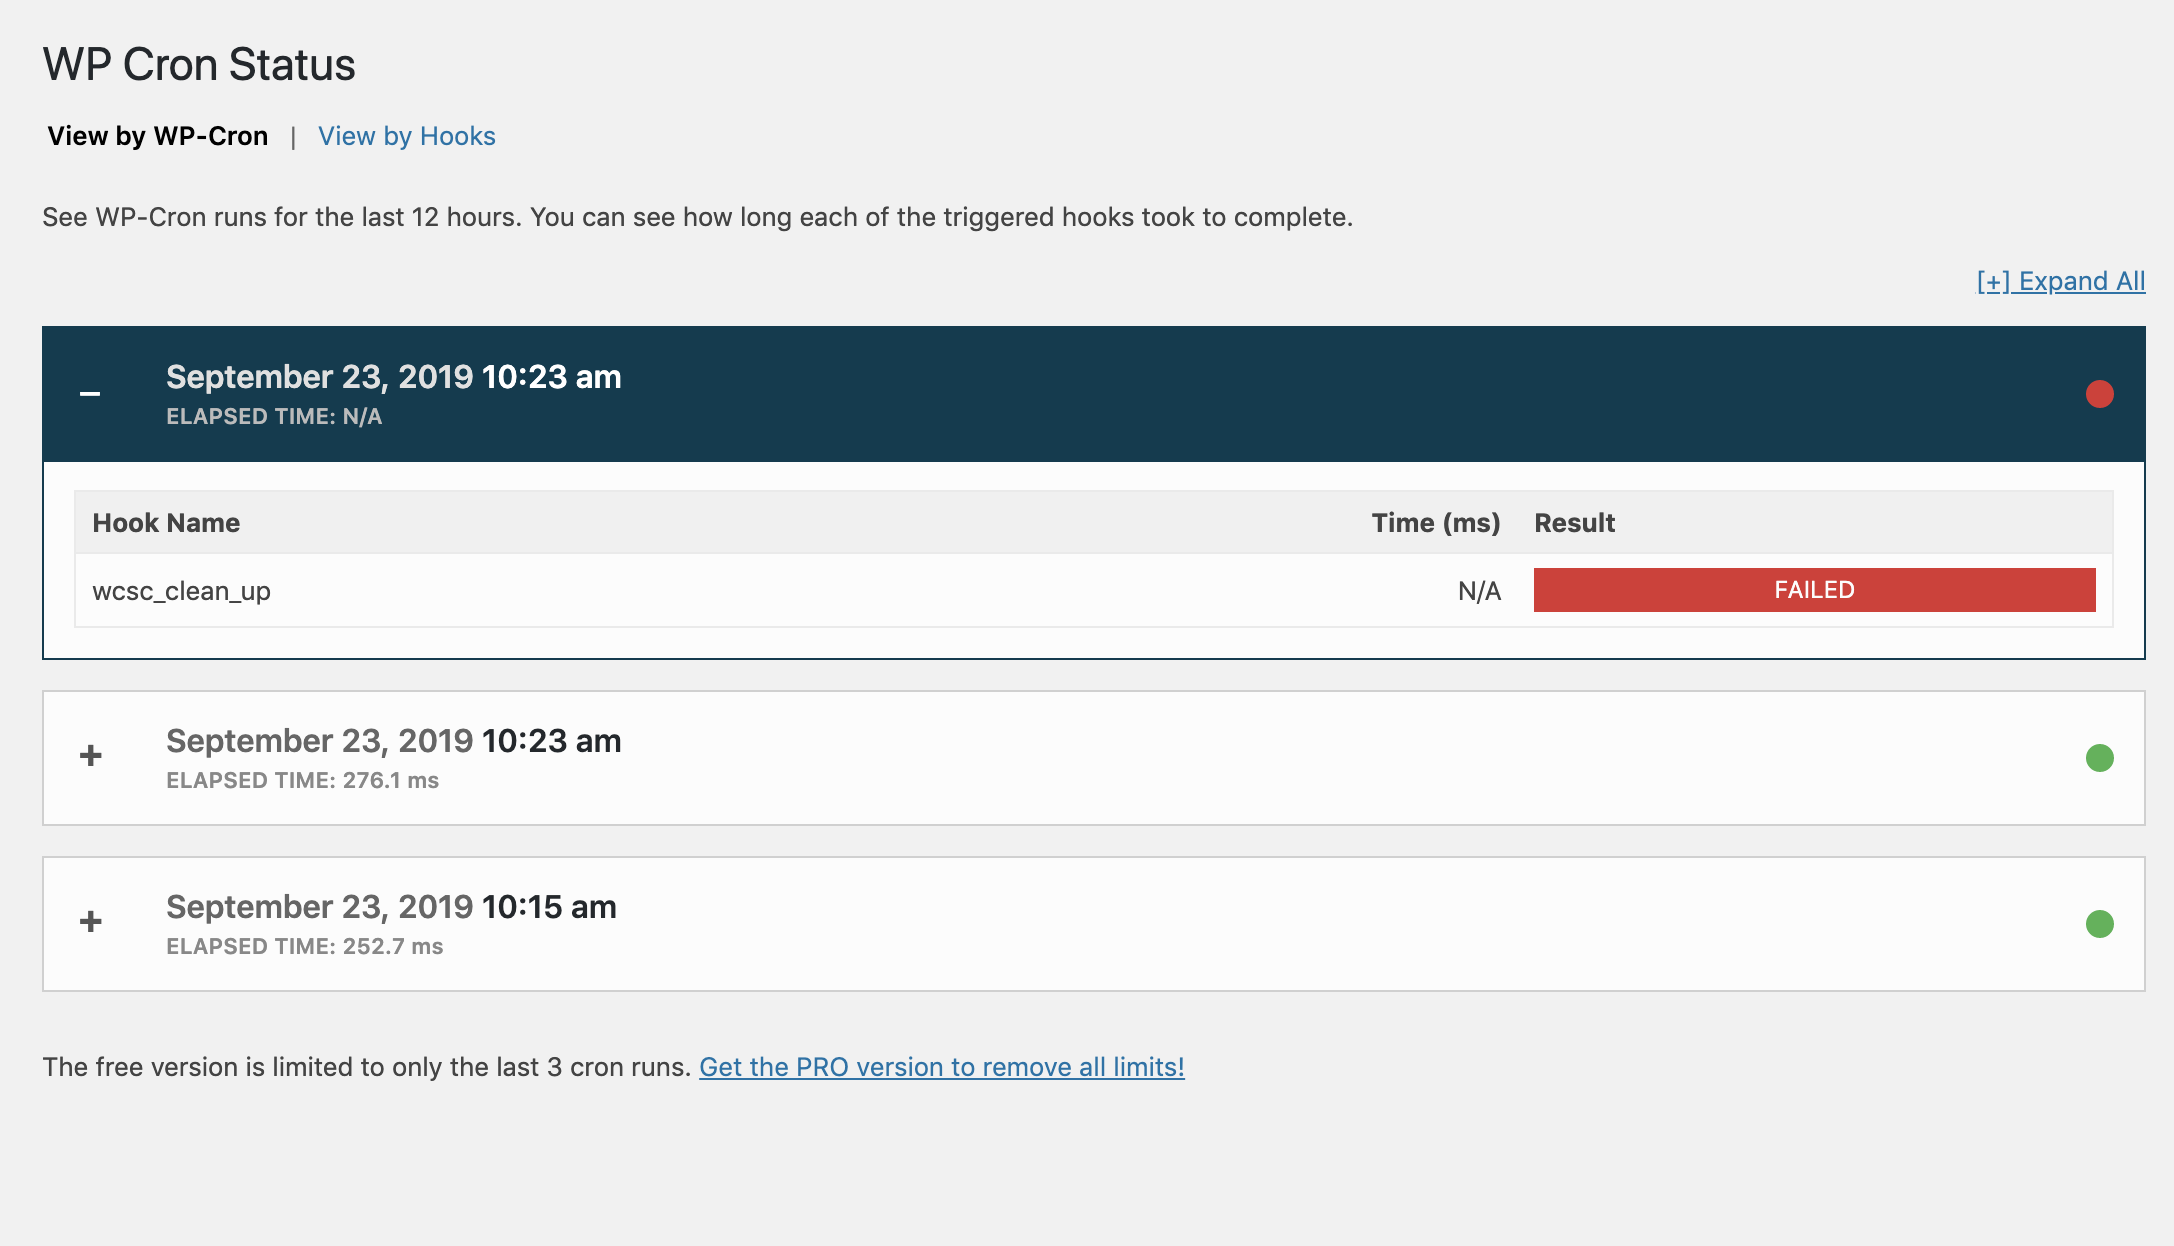 WP Cron Status
View by WP-Cron | View by Hooks
See WP-Cron runs for the last 12 hours. You can see how long each of the triggered hooks took to complete.
[+] Expand All
− September 23, 2019 10:23 am
ELAPSED TIME: N/A
Hook Name Time (ms) Result
wcsc_clean_up N/A FAILED
+ September 23, 2019 10:23 am
ELAPSED TIME: 276.1 ms
+ September 23, 2019 10:15 am
ELAPSED TIME: 252.7 ms
The free version is limited to only the last 3 cron runs. Get the PRO version to remove all limits!